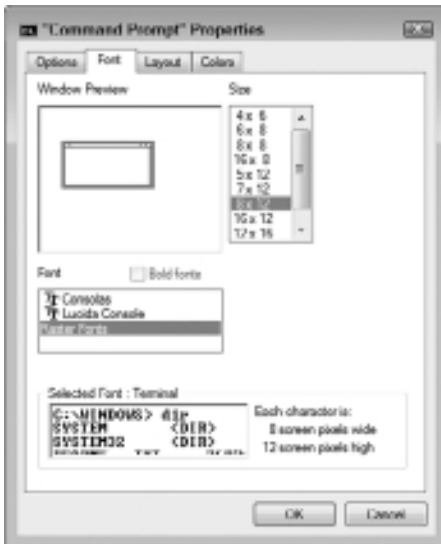 "Command Prompt" Properties
Options Font Layout Colors
Window Preview Size
4 x 6
6 x 8
8 x 8
16 x 8
5 x 12
7 x 12
8 x 12
16 x 12
12 x 16
Font Bold fonts
Consolas
Lucida Console
Raster Fonts
Selected Font : Terminal
C:\WINDOWS> dir
SYSTEM <DIR>
SYSTEM32 <DIR>
README TXT
Each character is:
8 screen pixels wide
12 screen pixels high
OK Cancel